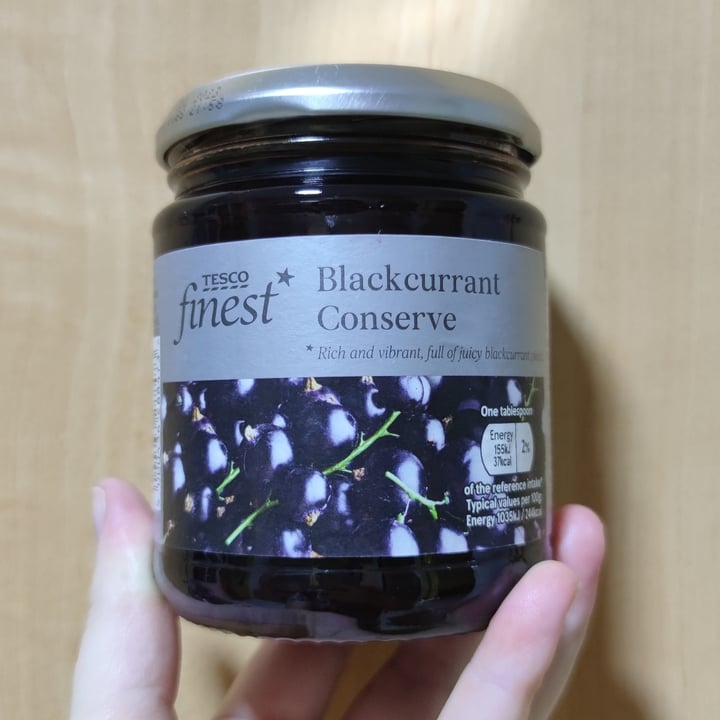 TESCO
finest*
Blackcurrant
Conserve
* Rich and vibrant, full of juicy blackcurrant
One tablespoon
Energy
155kJ
37kcal
2%
of the reference intake*
Typical values per 100g:
Energy 1035kJ / 244kcal